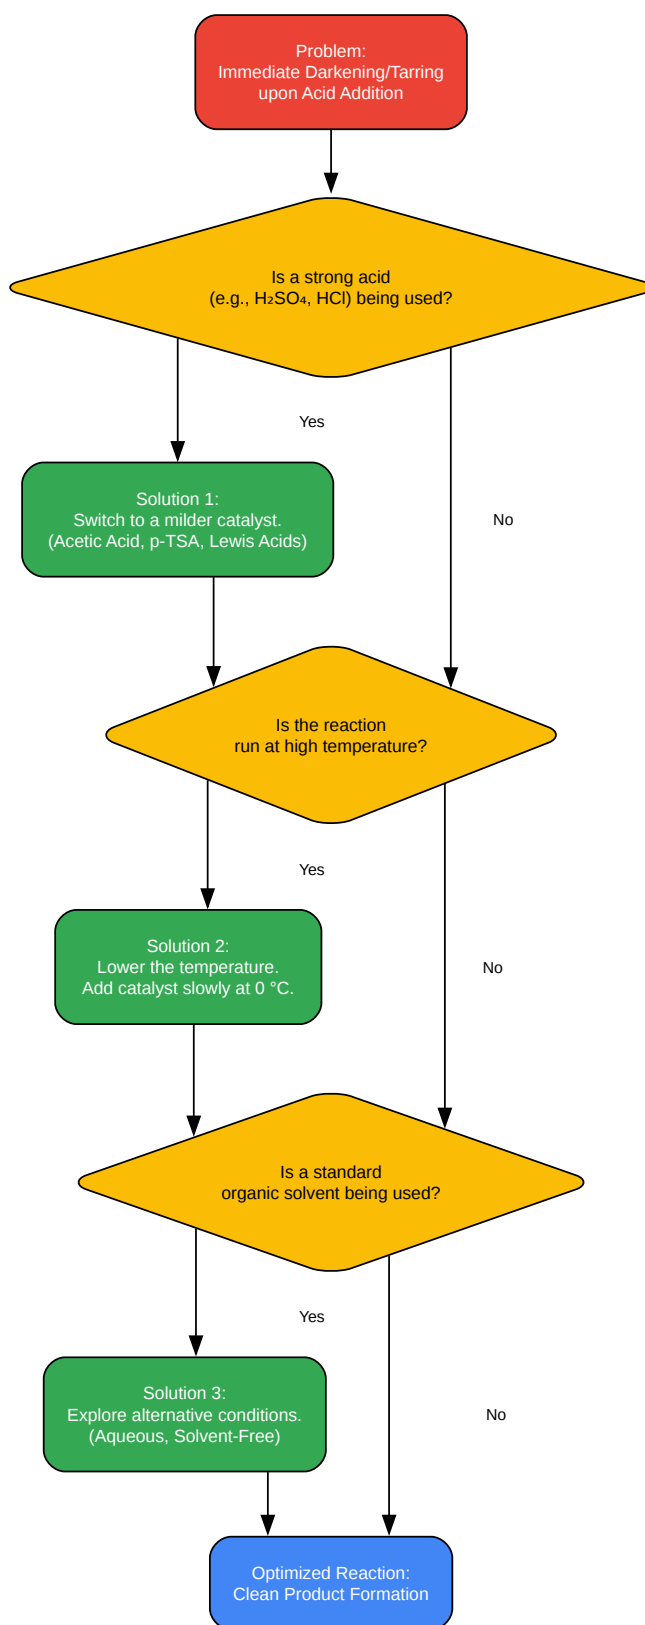 Problem:
Immediate Darkening/Tarring
upon Acid Addition
Is a strong acid
(e.g., H₂SO₄, HCl) being used?
Yes
Solution 1:
Switch to a milder catalyst.
(Acetic Acid, p-TSA, Lewis Acids)
No
Is the reaction
run at high temperature?
Yes
Solution 2:
Lower the temperature.
Add catalyst slowly at 0 °C.
No
Is a standard
organic solvent being used?
Yes
Solution 3:
Explore alternative conditions.
(Aqueous, Solvent-Free)
No
Optimized Reaction:
Clean Product Formation